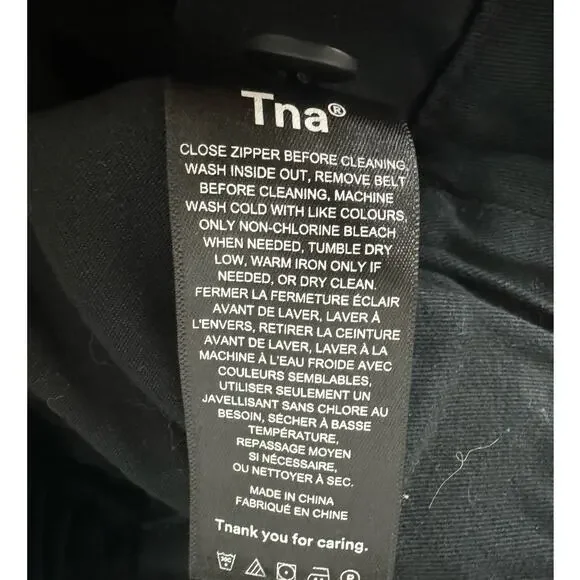 Tna®
CLOSE ZIPPER BEFORE CLEANING,
WASH INSIDE OUT, REMOVE BELT
BEFORE CLEANING, MACHINE
WASH COLD WITH LIKE COLOURS,
ONLY NON-CHLORINE BLEACH
WHEN NEEDED, TUMBLE DRY
LOW, WARM IRON ONLY IF
NEEDED, OR DRY CLEAN.
FERMER LA FERMETURE ÉCLAIR
AVANT DE LAVER, LAVER À
L'ENVERS, RETIRER LA CEINTURE
AVANT DE LAVER, LAVER À LA
MACHINE À L'EAU FROIDE AVEC
COULEURS SEMBLABLES,
UTILISER SEULEMENT UN
JAVELLISANT SANS CHLORE AU
BESOIN, SÉCHER À BASSE
TEMPÉRATURE,
REPASSAGE MOYEN
SI NÉCESSAIRE,
OU NETTOYER À SEC.
MADE IN CHINA
FABRIQUÉ EN CHINE
Tnank you for caring.